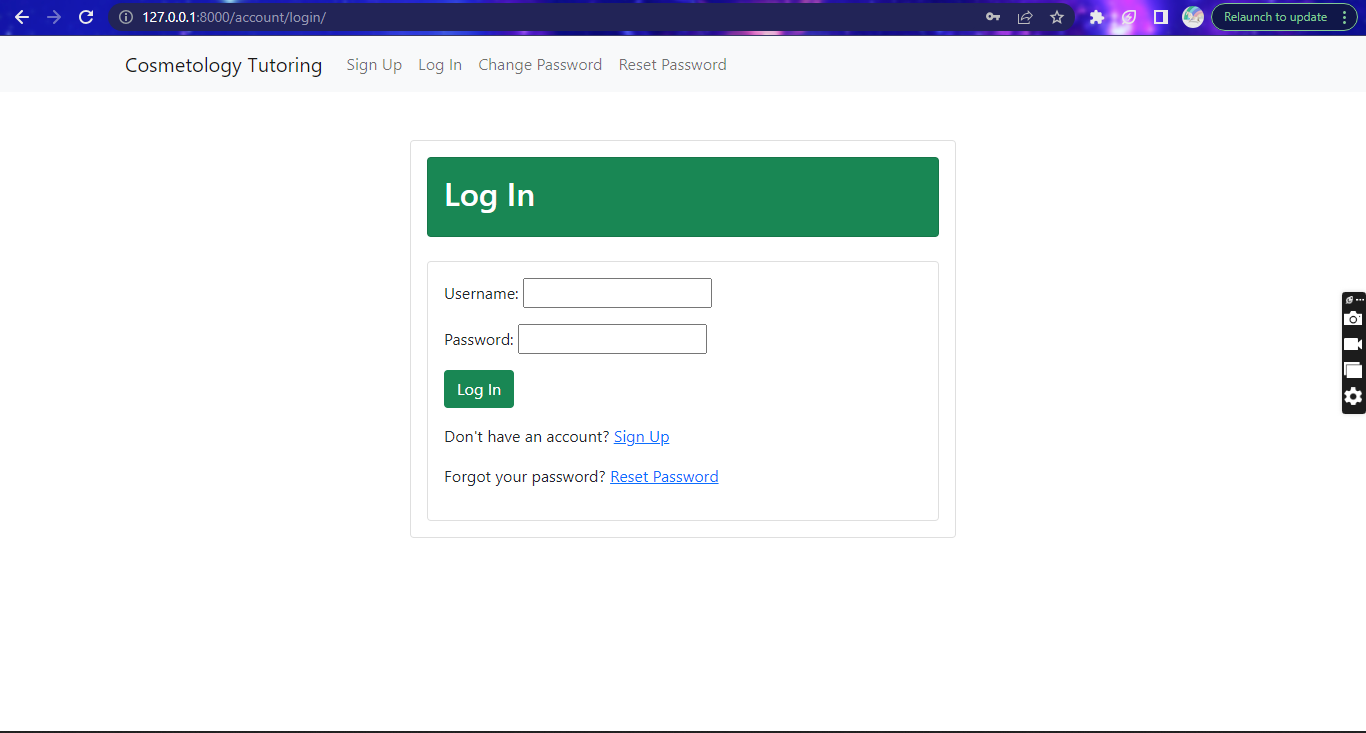 127.0.0.1:8000/account/login/
Relaunch to update
Cosmetology Tutoring Sign Up Log In Change Password Reset Password
Log In
Username:
Password:
Log In
Don't have an account? Sign Up
Forgot your password? Reset Password